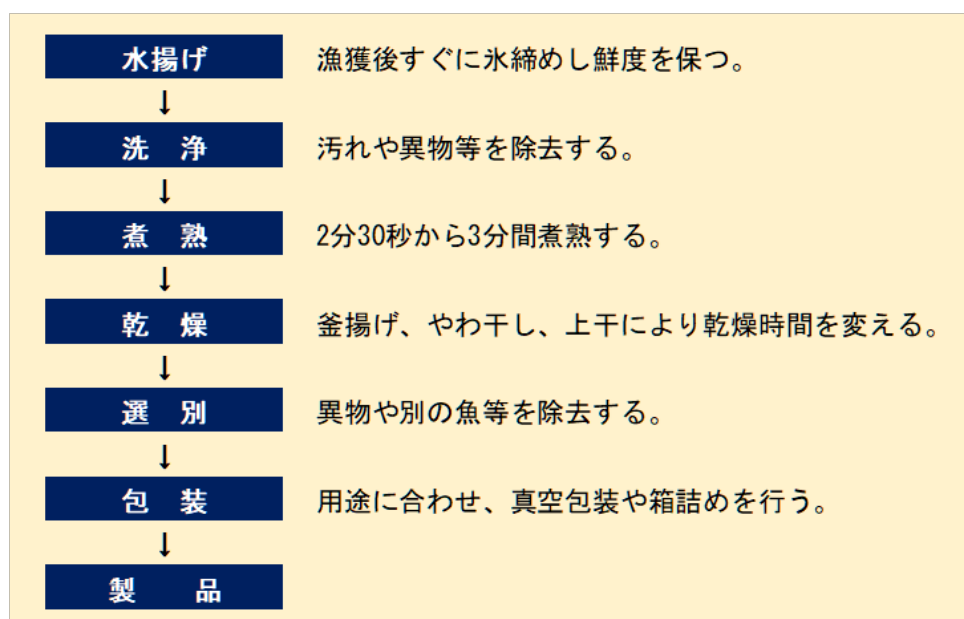 水揚げ 漁獲後すぐに氷締めし鮮度を保つ。
↓
洗 浄 汚れや異物等を除去する。
↓
煮 熟 2分30秒から3分間煮熟する。
↓
乾 燥 釜揚げ、やわ干し、上干により乾燥時間を変える。
↓
選 別 異物や別の魚等を除去する。
↓
包 装 用途に合わせ、真空包装や箱詰めを行う。
↓
製 品